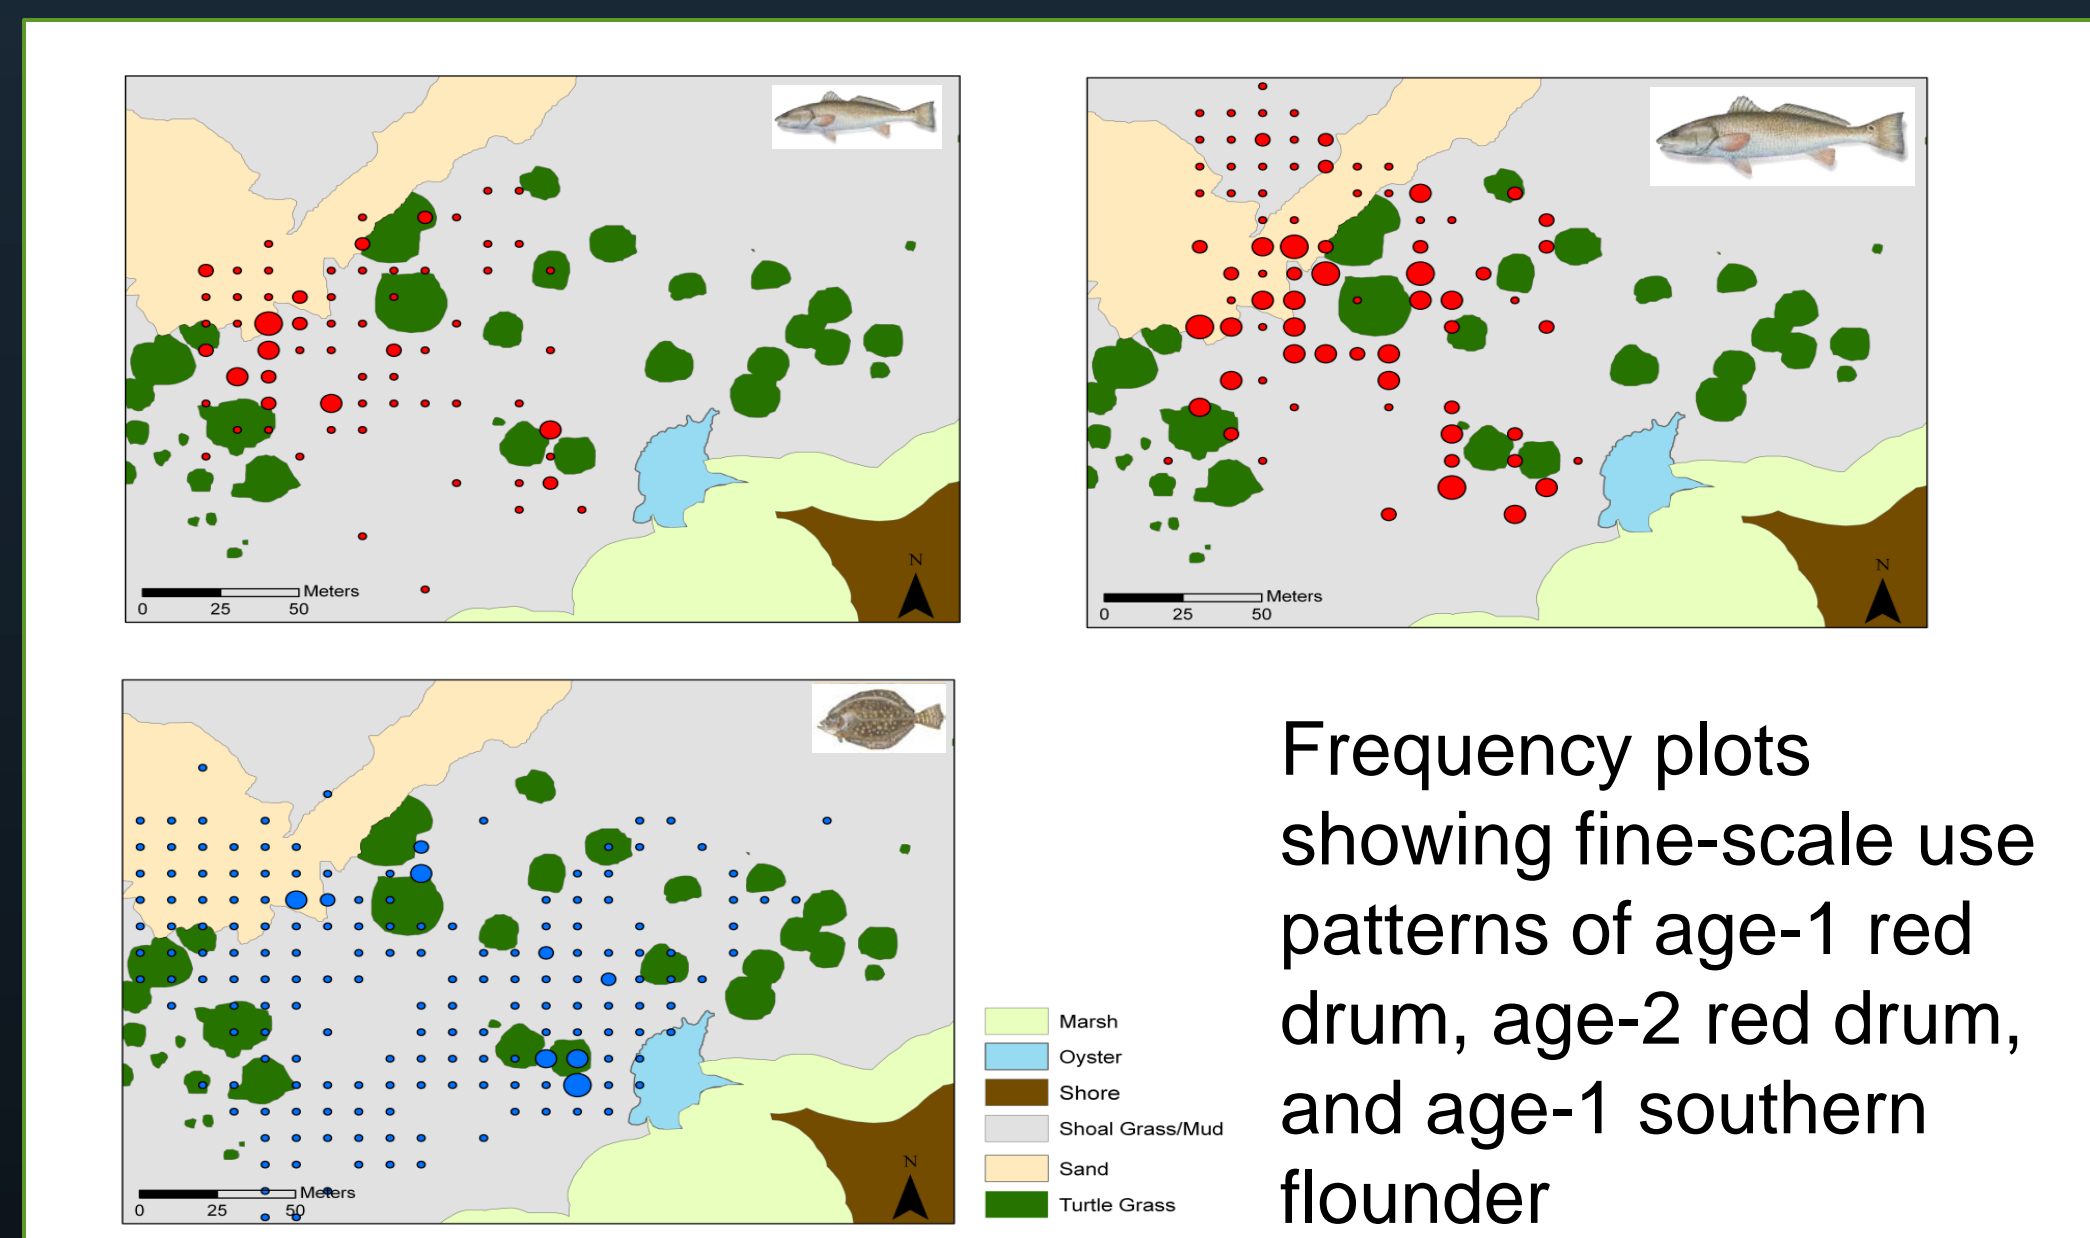 N
Meters
0 25 50
N
Meters
0 25 50
N
Meters
0 25 50
Marsh
Oyster
Shore
Shoal Grass/Mud
Sand
Turtle Grass
Frequency plots
showing fine-scale use
patterns of age-1 red
drum, age-2 red drum,
and age-1 southern
flounder